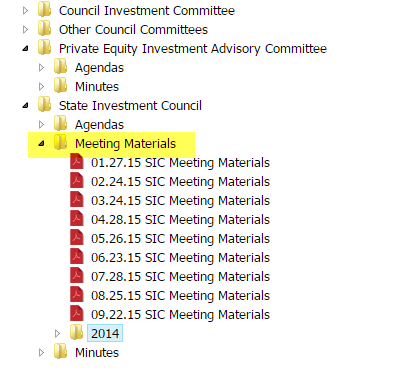 Council Investment Committee
Other Council Committees
Private Equity Investment Advisory Committee
Agendas
Minutes
State Investment Council
Agendas
Meeting Materials
01.27.15 SIC Meeting Materials
02.24.15 SIC Meeting Materials
03.24.15 SIC Meeting Materials
04.28.15 SIC Meeting Materials
05.26.15 SIC Meeting Materials
06.23.15 SIC Meeting Materials
07.28.15 SIC Meeting Materials
08.25.15 SIC Meeting Materials
09.22.15 SIC Meeting Materials
2014
Minutes